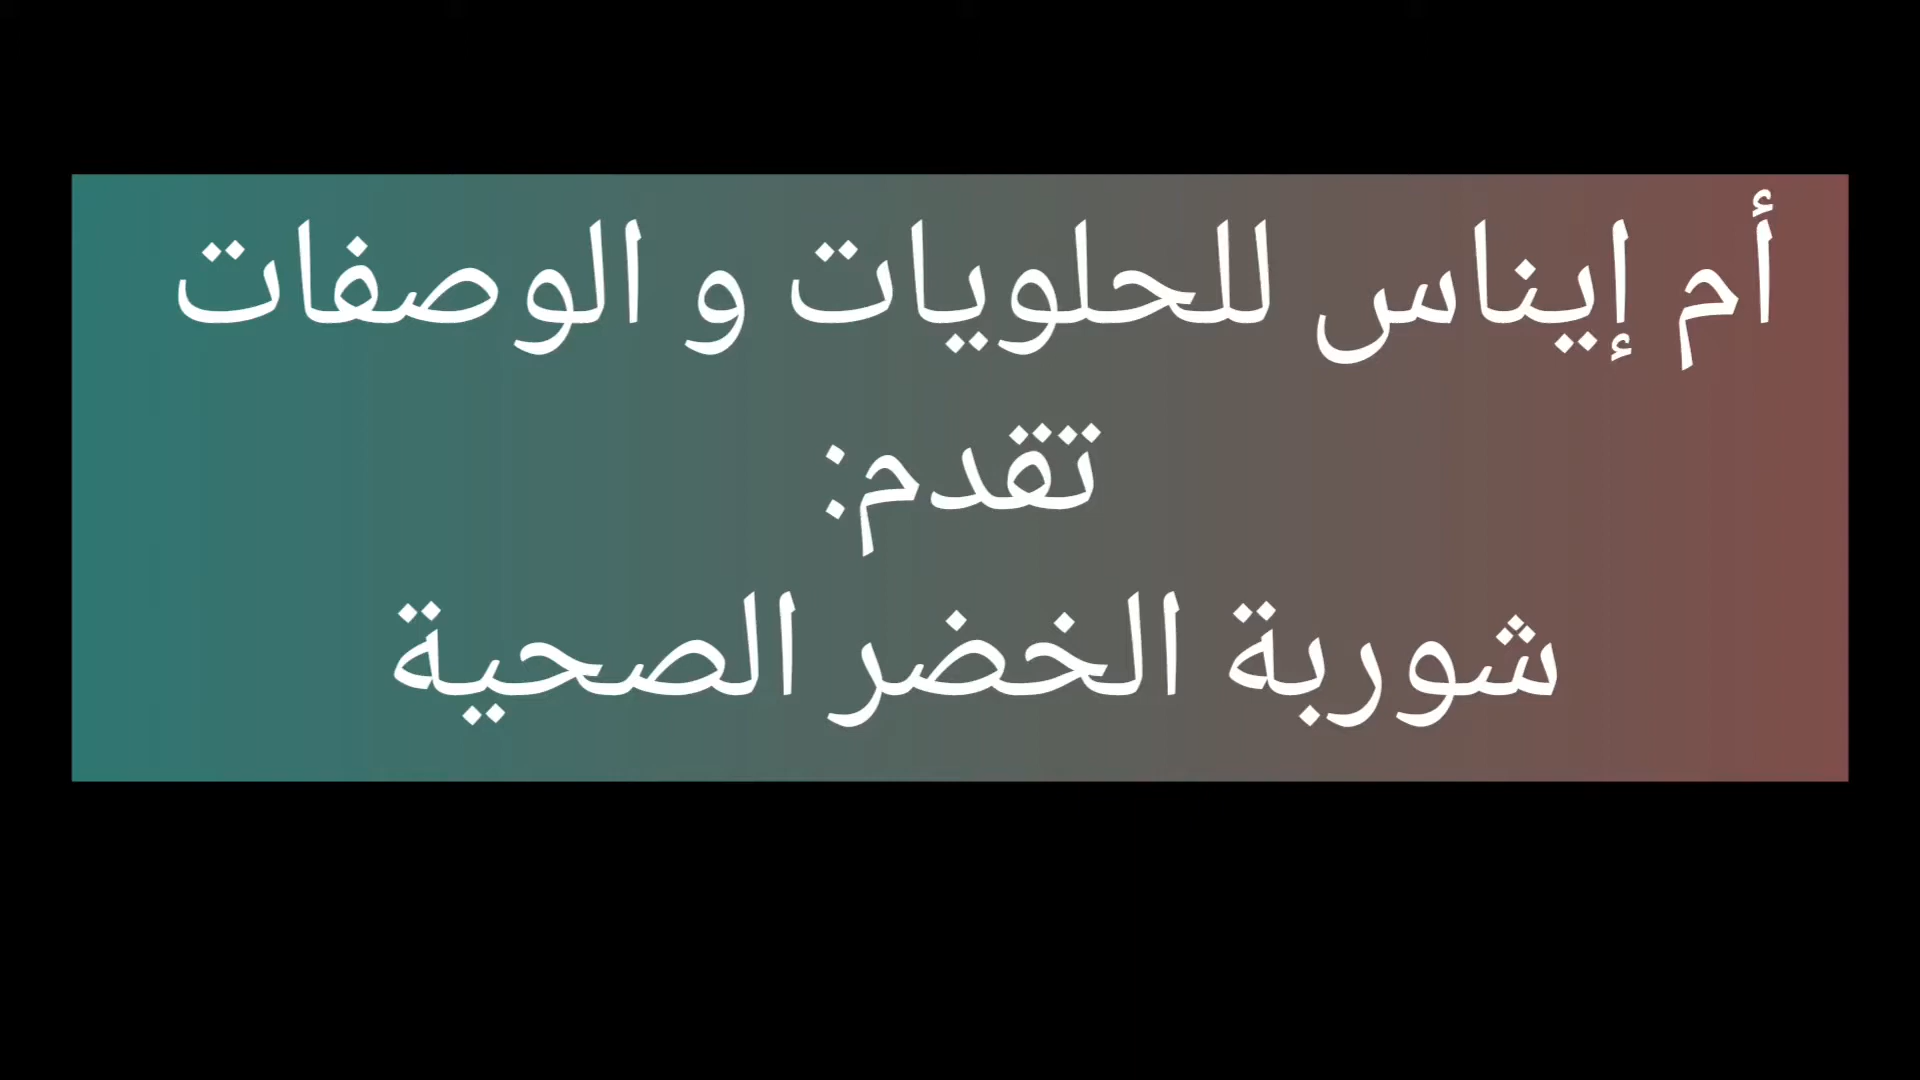 أم إيناس للحلويات و الوصفات
تقدم:
شوربة الخضر الصحية